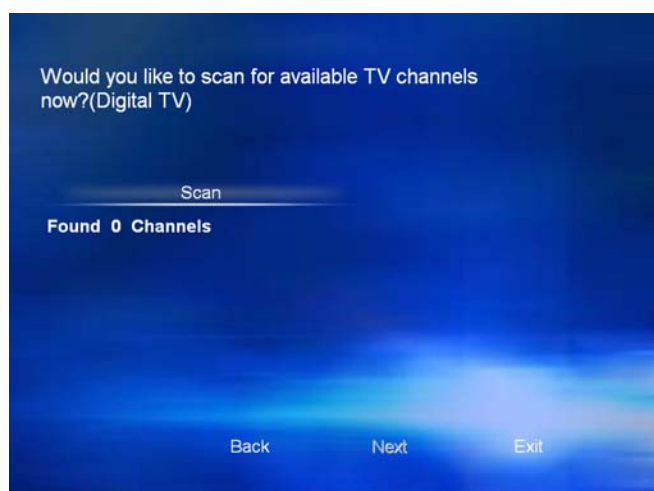 Would you like to scan for available TV channels
now?(Digital TV)
Scan
Found 0 Channels
Back Next Exit